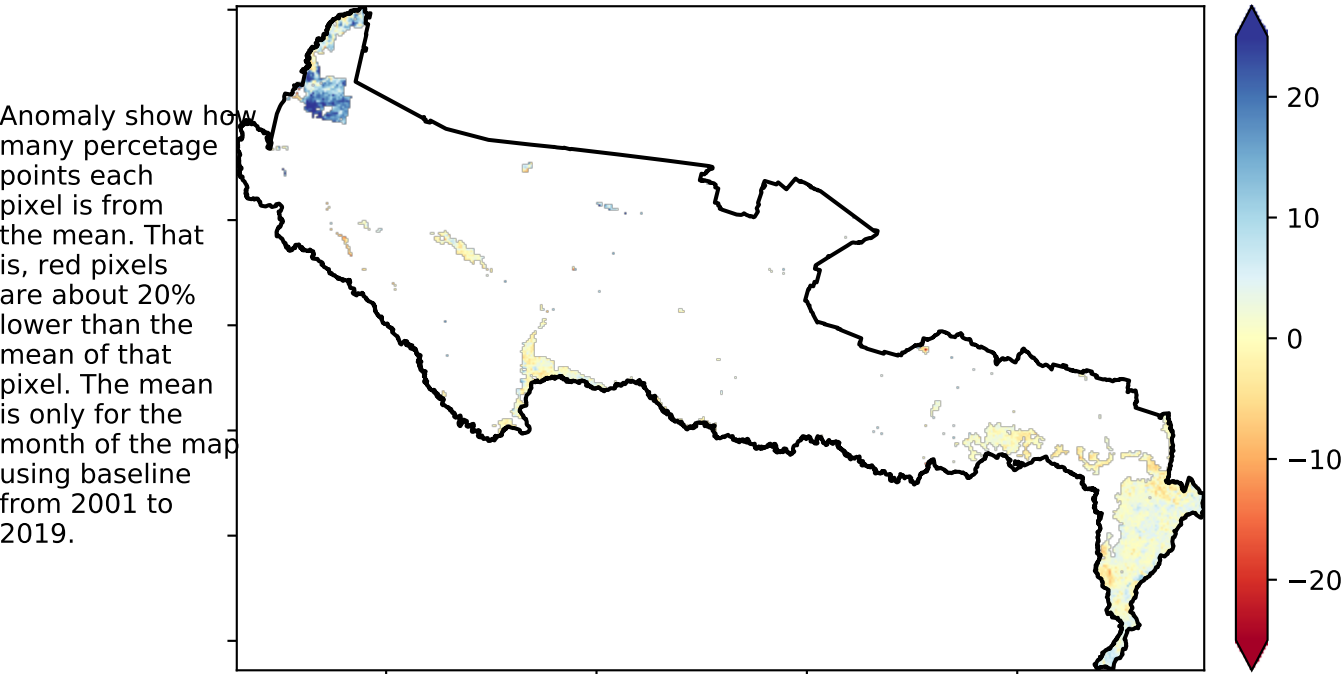 Anomaly show how
many percetage
points each
pixel is from
the mean. That
is, red pixels
are about 20%
lower than the
mean of that
pixel. The mean
is only for the
month of the map
using baseline
from 2001 to
2019.
20
10
0
−10
−20